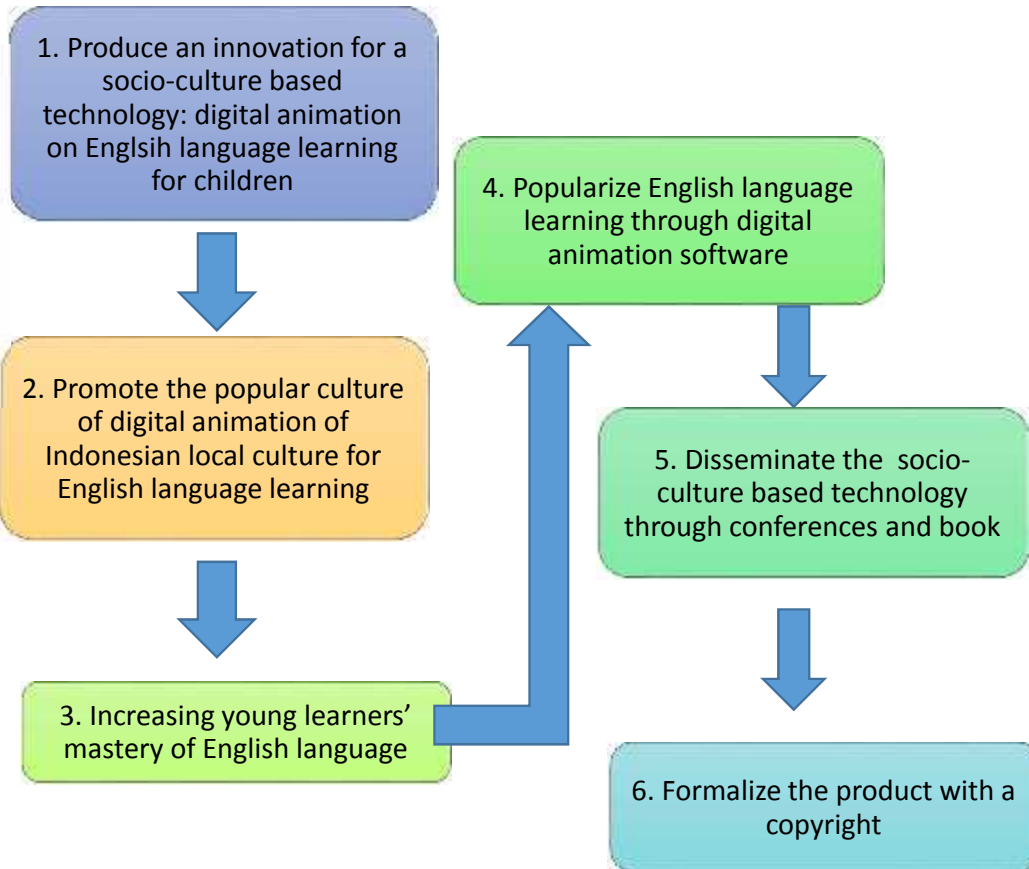 1. Produce an innovation for a
socio-culture based
technology: digital animation
on Englsih language learning
for children
2. Promote the popular culture
of digital animation of
Indonesian local culture for
English language learning
3. Increasing young learners’
mastery of English language
4. Popularize English language
learning through digital
animation software
5. Disseminate the socio-
culture based technology
through conferences and book
6. Formalize the product with a
copyright